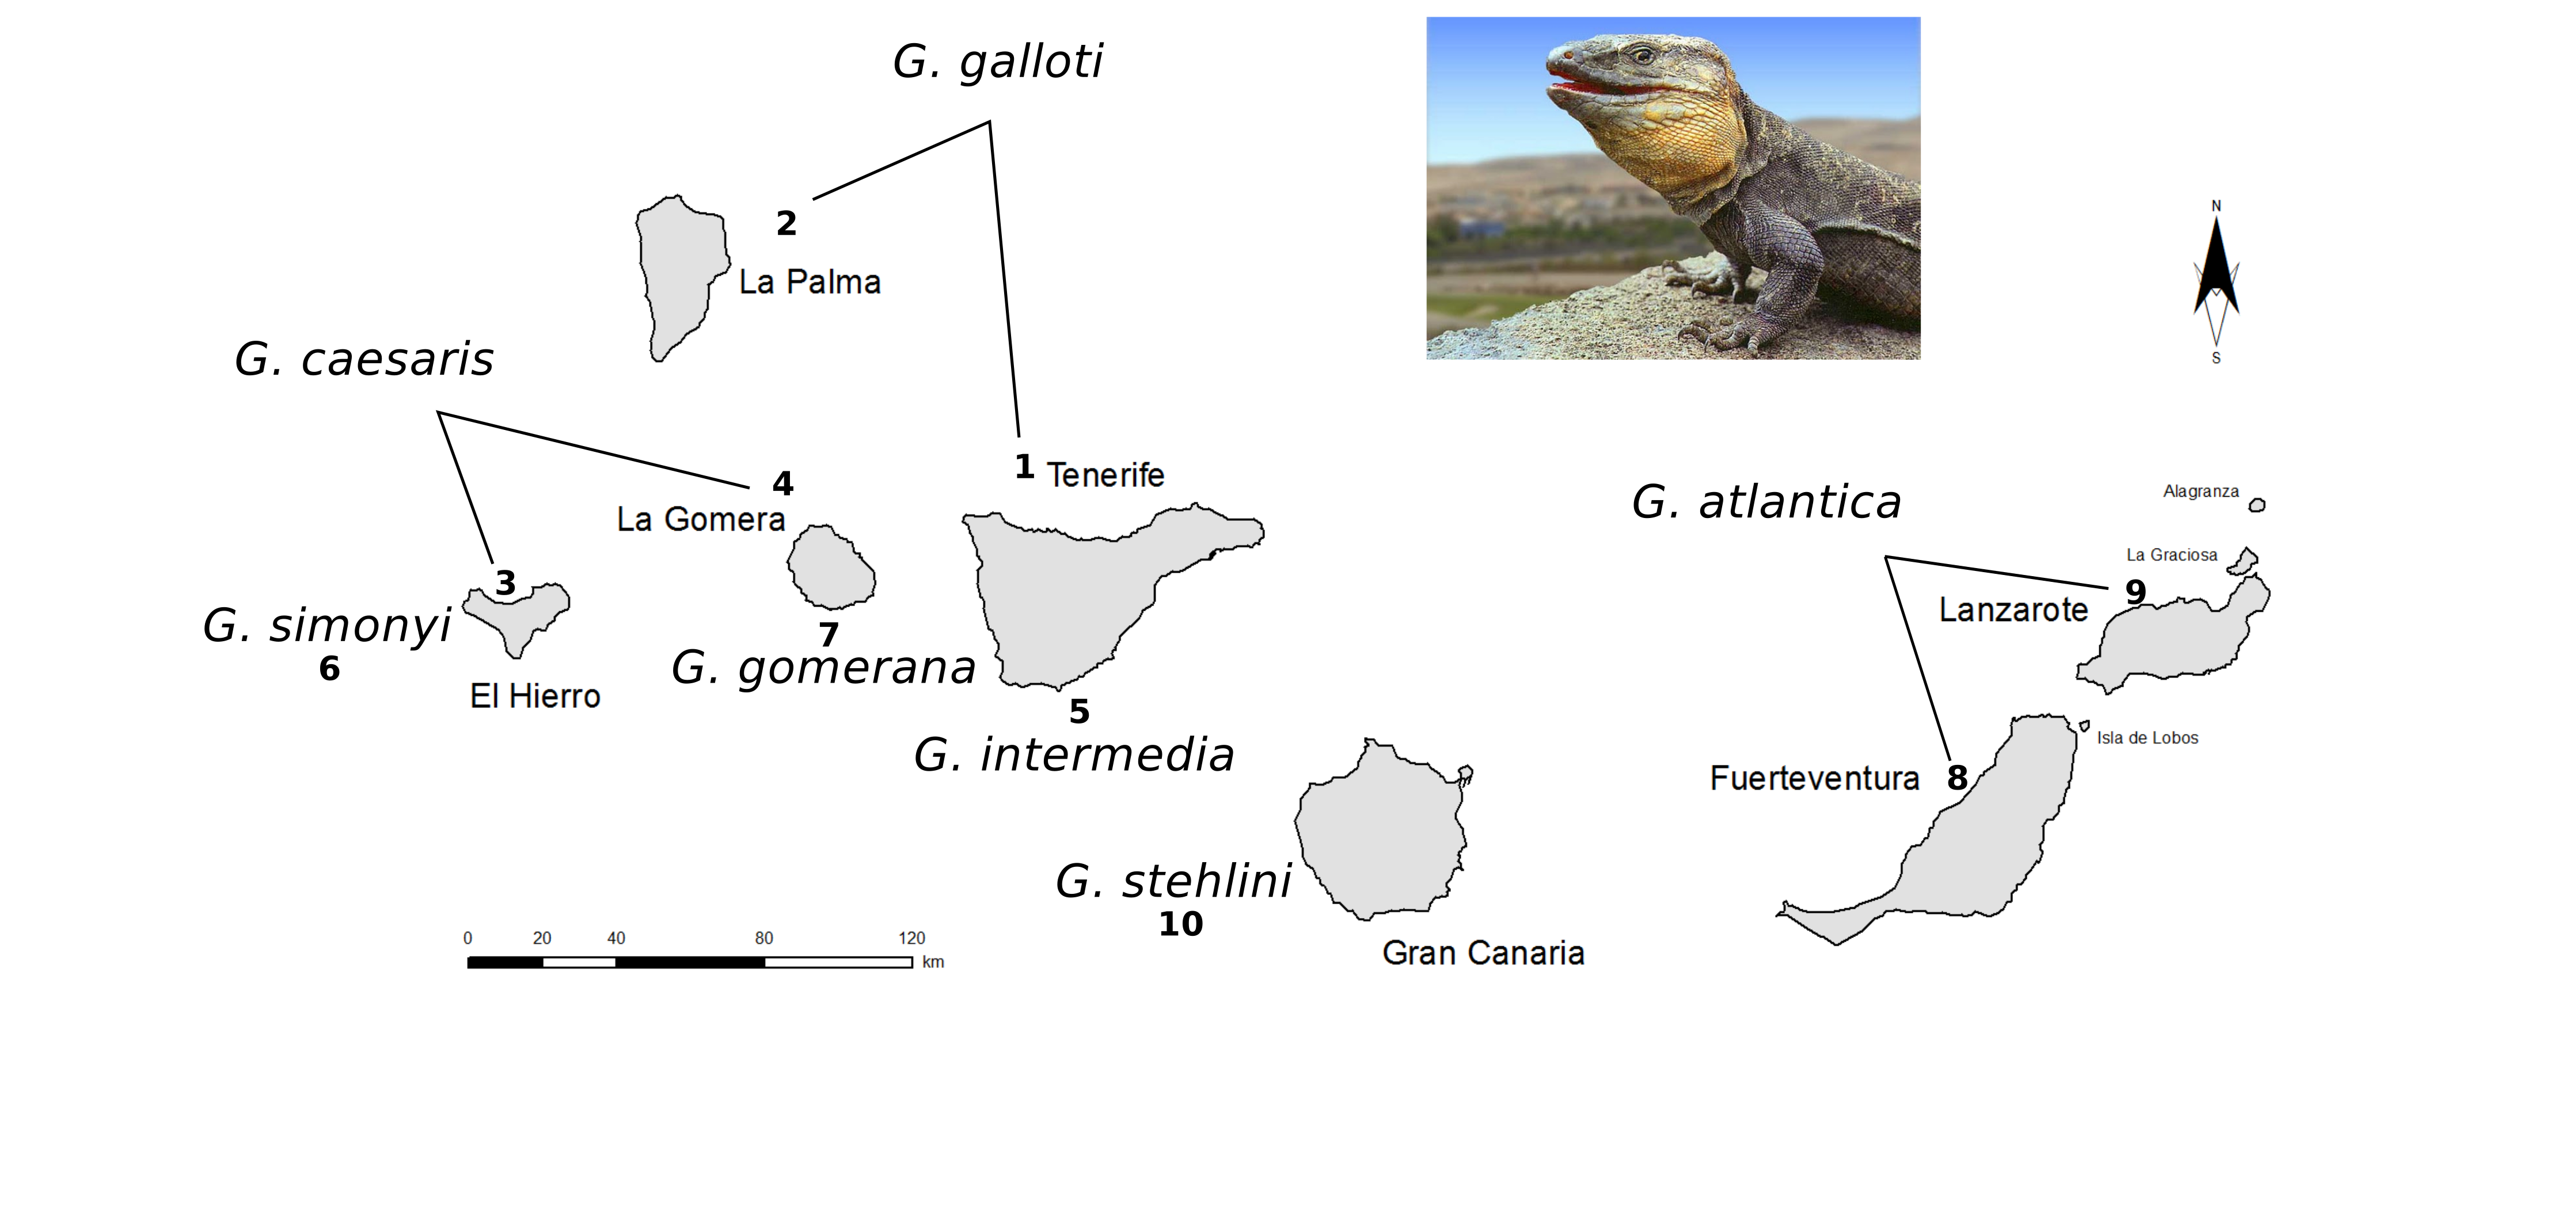 G. galloti
N
2
La Palma
S
G. caesaris
1 Tenerife
4
La Gomera
Alagranza
G. atlantica
La Graciosa
3
9
Lanzarote
G. simonyi
6
7
G. gomerana
El Hierro
5
G. intermedia
Isla de Lobos
Fuerteventura 8
G. stehlini
10
Gran Canaria
0 20 40 80 120
km